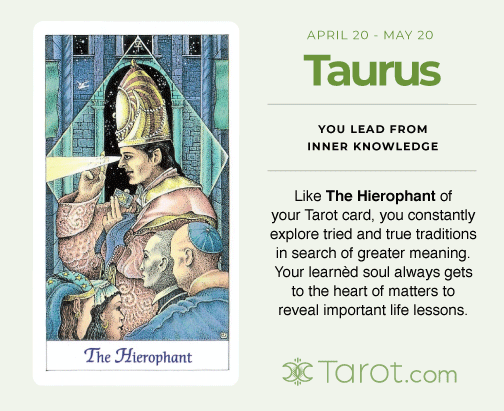 The Hierophant
APRIL 20 - MAY 20
Taurus
YOU LEAD FROM
INNER KNOWLEDGE
Like The Hierophant of
your Tarot card, you constantly
explore tried and true traditions
in search of greater meaning.
Your learnèd soul always gets
to the heart of matters to
reveal important life lessons.
Tarot.com